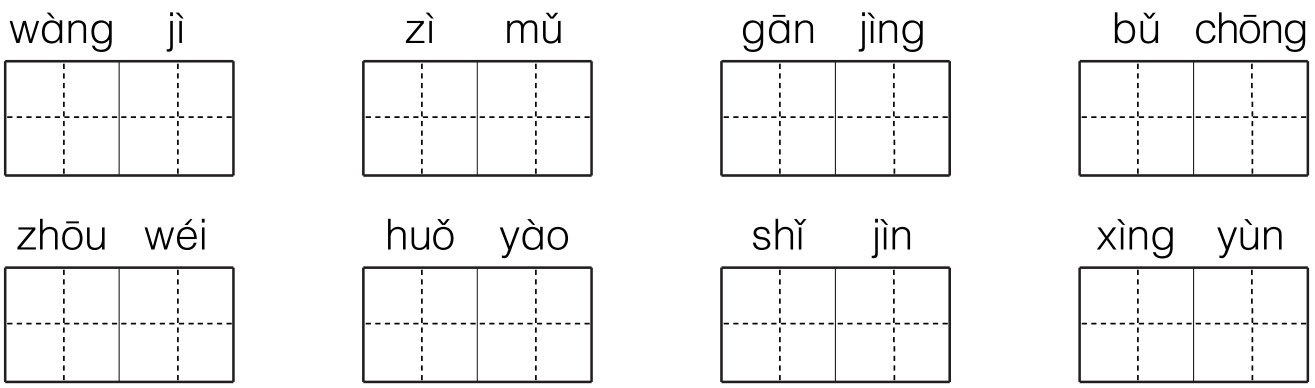 wàng jì zì mǔ gān jìng bǔ chōng
zhōu wéi huǒ yào shǐ jìn xìng yùn